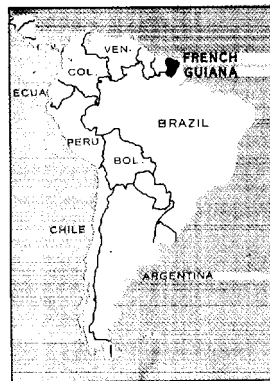 VEN.
FRENCH
GUIANA
COL.
ECUA
BRAZIL
PERU
BOL.
CHILE
ARGENTINA